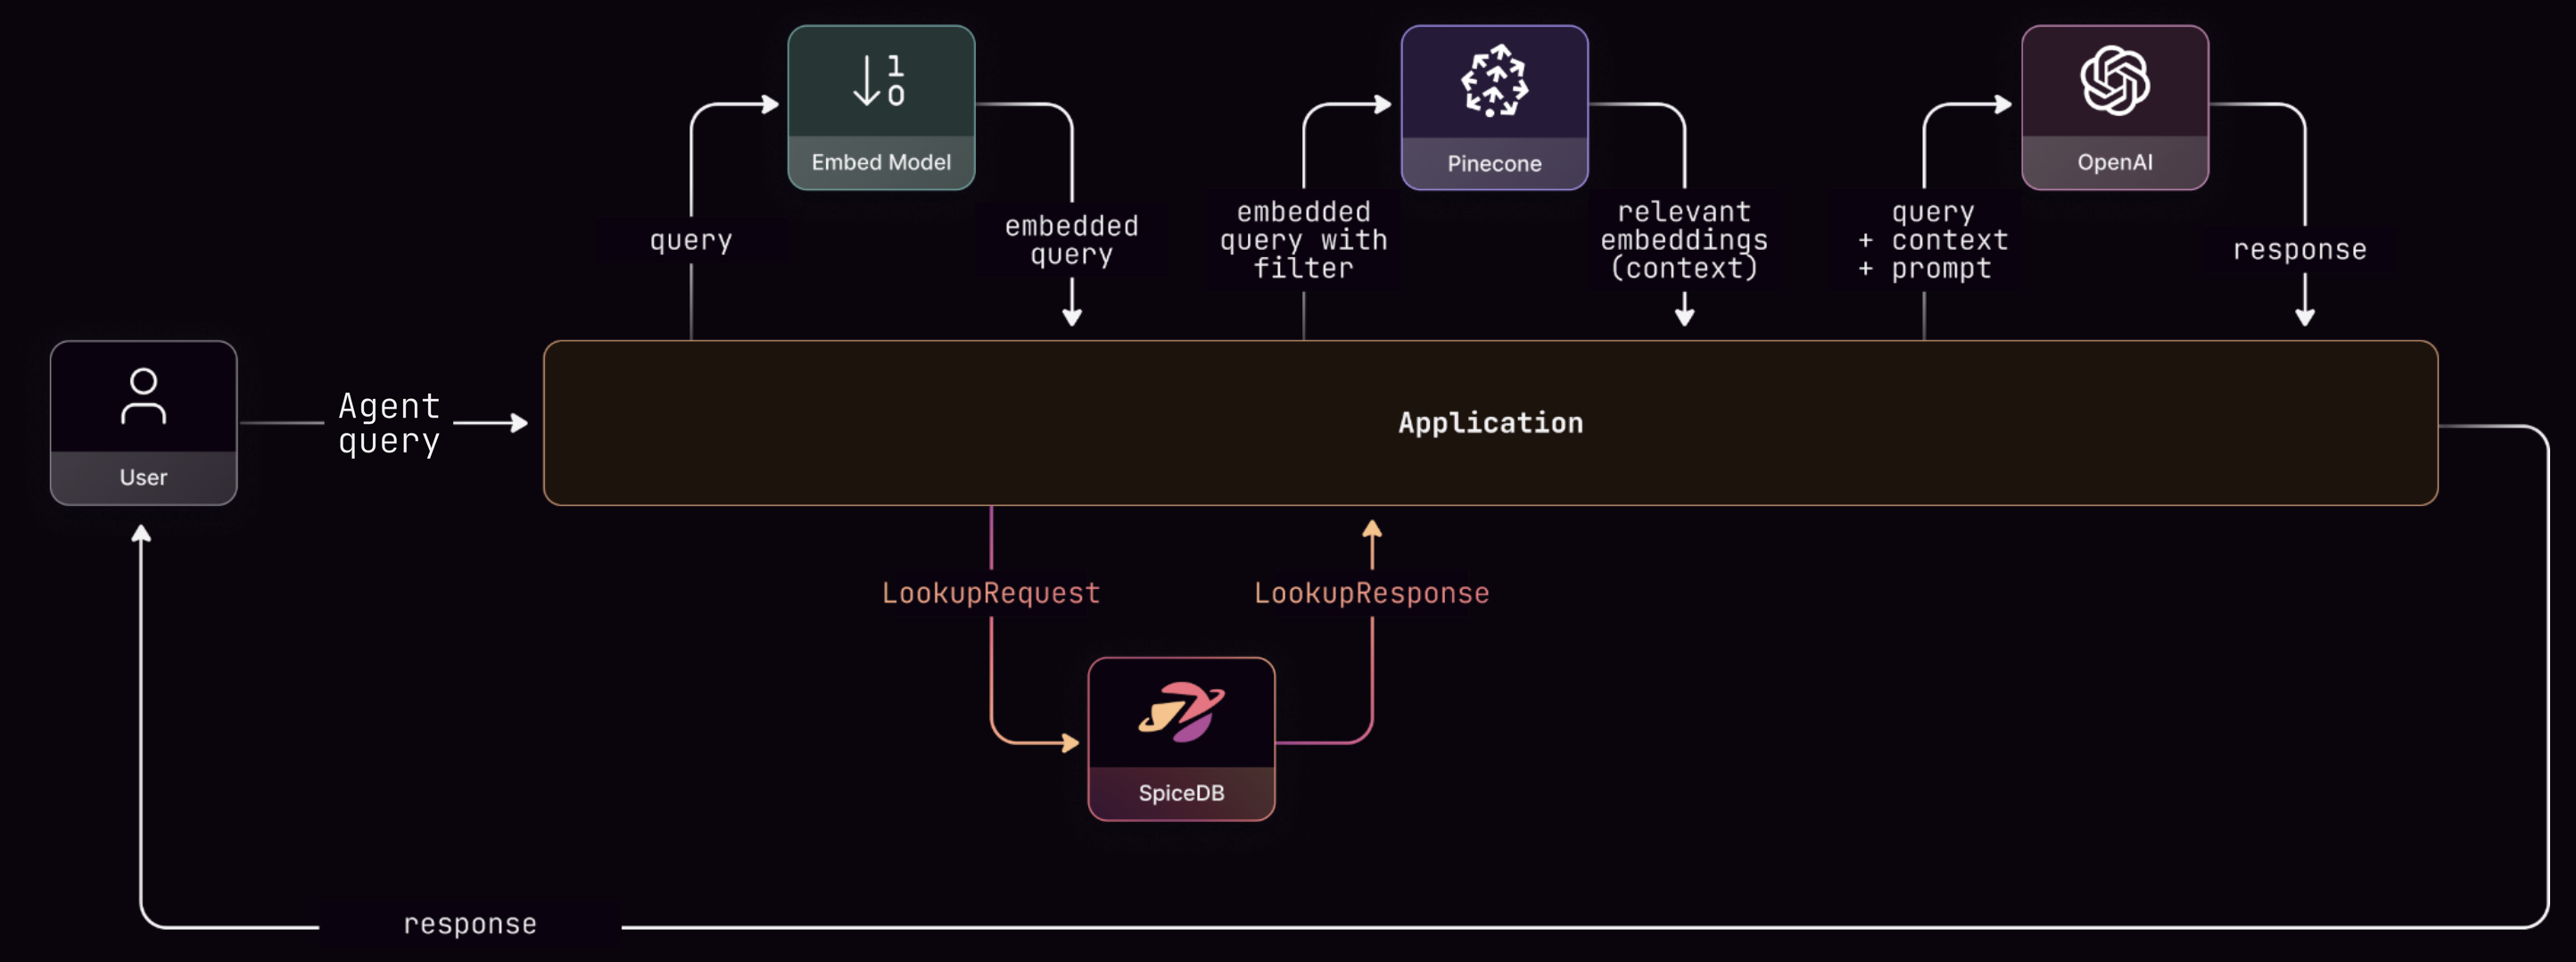 1
0
Embed Model
Pinecone
OpenAI
query
embedded
query
embedded
query with
filter
relevant
embeddings
(context)
query
+ context
+ prompt
response
User
Agent
query
Application
LookupRequest
LookupResponse
SpiceDB
response